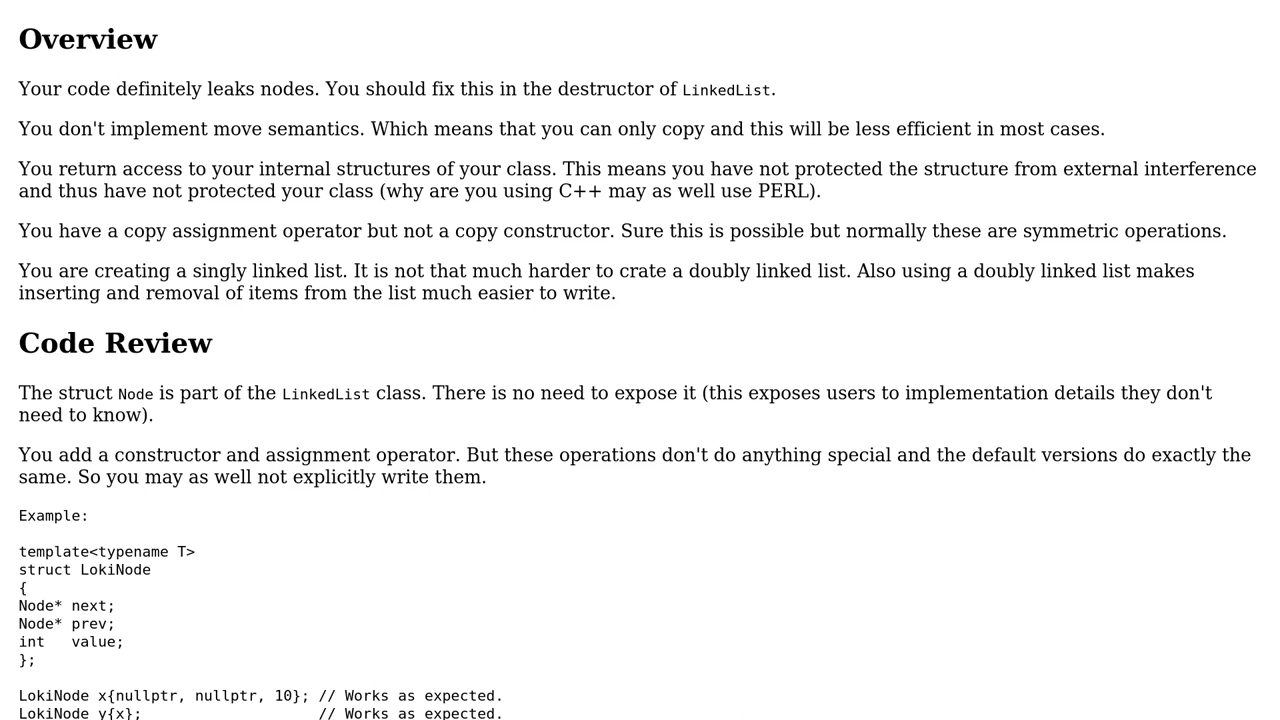 Overview
Your code definitely leaks nodes. You should fix this in the destructor of LinkedList.
You don't implement move semantics. Which means that you can only copy and this will be less efficient in most cases.
You return access to your internal structures of your class. This means you have not protected the structure from external interference
and thus have not protected your class (why are you using C++ may as well use PERL).
You have a copy assignment operator but not a copy constructor. Sure this is possible but normally these are symmetric operations.
You are creating a singly linked list. It is not that much harder to crate a doubly linked list. Also using a doubly linked list makes
inserting and removal of items from the list much easier to write.
Code Review
The struct Node is part of the LinkedList class. There is no need to expose it (this exposes users to implementation details they don't
need to know).
You add a constructor and assignment operator. But these operations don't do anything special and the default versions do exactly the
same. So you may as well not explicitly write them.
Example:
template<typename T>
struct LokiNode
{
Node* next;
Node* prev;
int   value;
};
LokiNode x{nullptr, nullptr, 10}; // Works as expected.
LokiNode y{x};                    // Works as expected.